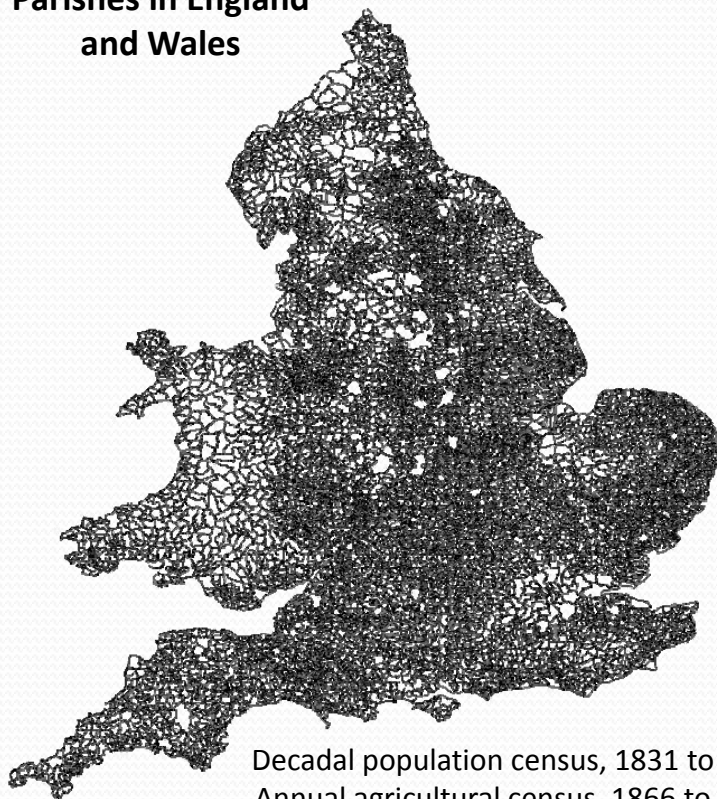 Parishes in England
and Wales
Decadal population census, 1831 to
Annual agricultural census, 1866 to